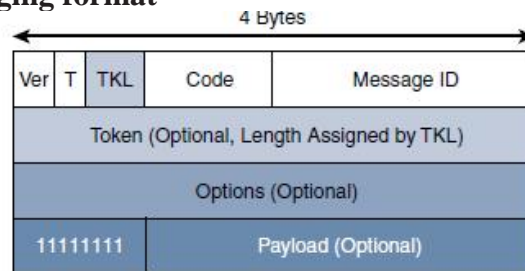 format
4 Bytes
Ver T TKL Code Message ID
Token (Optional, Length Assigned by TKL)
Options (Optional)
11111111 Payload (Optional)